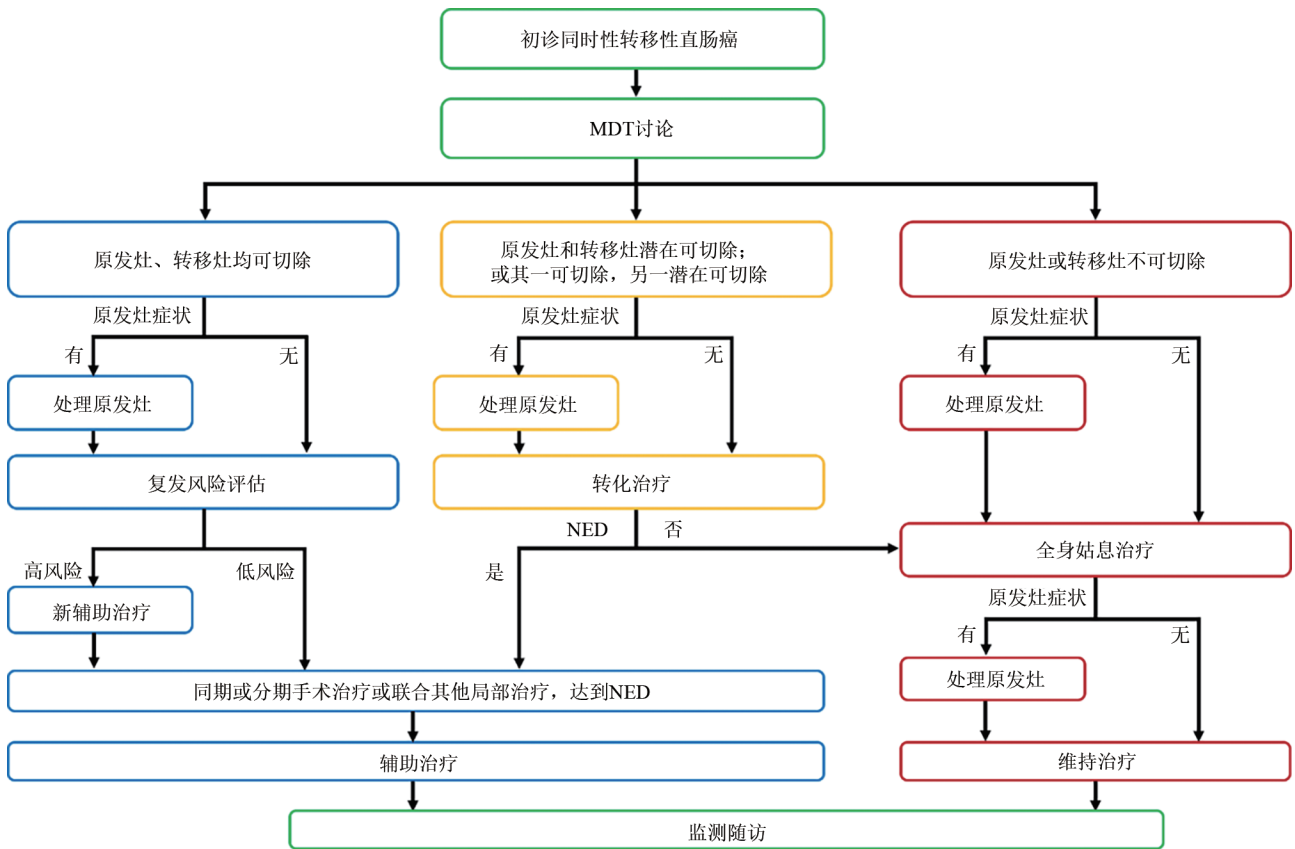 初诊同时性转移性直肠癌
MDT讨论
原发灶、转移灶均可切除
原发灶和转移灶潜在可切除；
或其一可切除，另一潜在可切除
原发灶或转移灶不可切除
原发灶症状
原发灶症状
原发灶症状
有
无
有
无
有
无
处理原发灶
处理原发灶
处理原发灶
复发风险评估
转化治疗
NED
否
全身姑息治疗
高风险
低风险
是
原发灶症状
新辅助治疗
有
无
同期或分期手术治疗或联合其他局部治疗，达到NED
处理原发灶
辅助治疗
维持治疗
监测随访